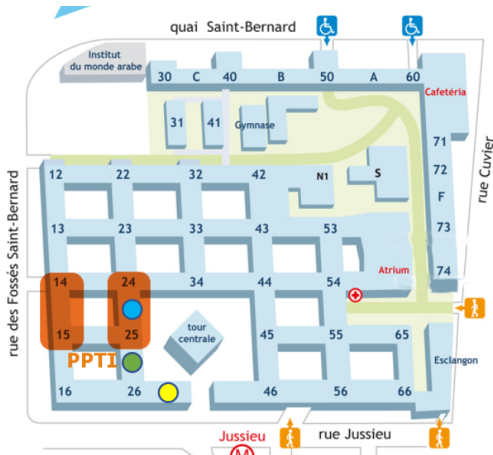 quai Saint-Bernard
Institut
du monde arabe
30 C 40 B 50 A 60
Cafetéria
31 41 Gymnase
71
72
F
73
74
rue Cuvier
12 22 32 42 N1 S
13 23 33 43 53
rue des Fossés Saint-Bernard
14 24 34 44 54
Atrium
15 25
tour
centrale
45 55 65
PPTI
Esclangon
16 26 46 56 66
Jussieu
rue Jussieu
M